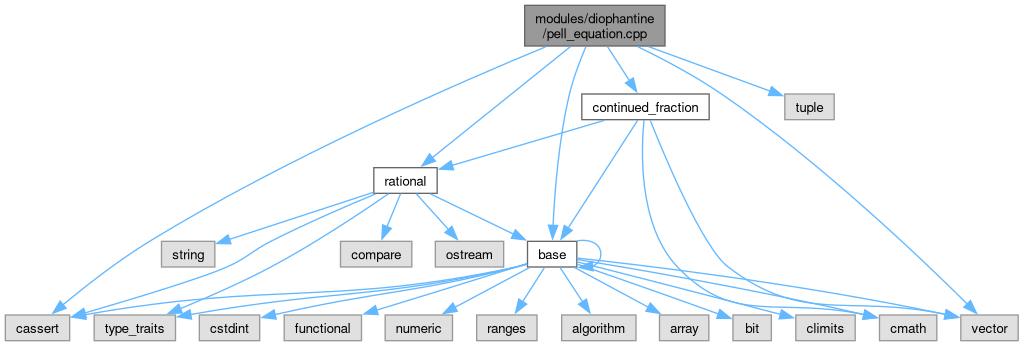 modules/diophantine
/pell_equation.cpp
continued_fraction
tuple
rational
string
compare
ostream
base
cassert
type_traits
cstdint
functional
numeric
ranges
algorithm
array
bit
climits
cmath
vector